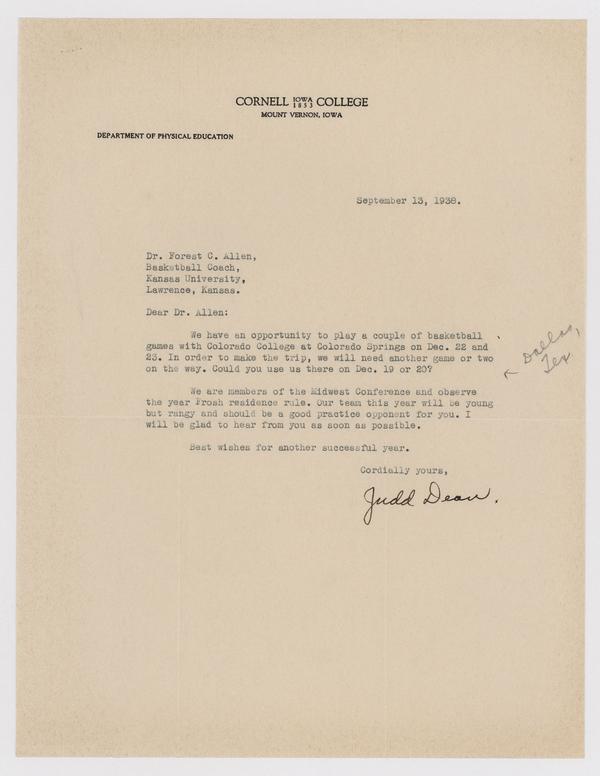 CORNELL IOWA 1853 COLLEGE
MOUNT VERNON, IOWA
DEPARTMENT OF PHYSICAL EDUCATION
September 13, 1938.
Dr. Forest C. Allen,
Basketball Coach,
Kansas University,
Lawrence, Kansas.
Dear Dr. Allen:
We have an opportunity to play a couple of basketball
games with Colorado College at Colorado Springs on Dec. 22 and
23. In order to make the trip, we will need another game or two
on the way. Could you use us there on Dec. 19 or 20?
Dallas,
Tex
We are members of the Midwest Conference and observe
the year Frosh residence rule. Our team this year will be young
but rangy and should be a good practice opponent for you. I
will be glad to hear from you as soon as possible.
Best wishes for another successful year.
Cordially yours,
Judd Dean.